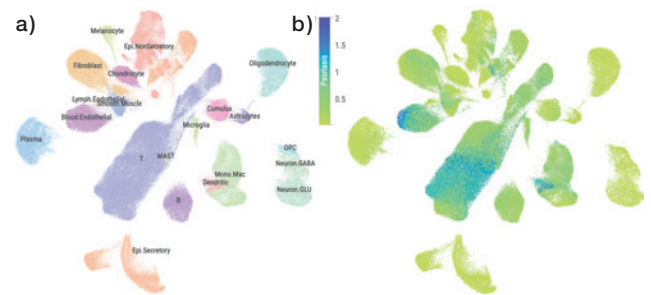 a)
Melanocyte
Epi.NonSecretory
Fibroblast
Chondrocyte
Oligodendrocyte
Lymph.Endothelial
Smooth.Muscle
Blood.Endothelial
Cumulus
Astrocytes
Microglia
Plasma
T
MAST
OPC
Neuron.GABA
Mono.Mac
Dendritic
Neuron.GLU
B
Epi.Secretory
b)
2
1.5
1
0.5
Psoriasis